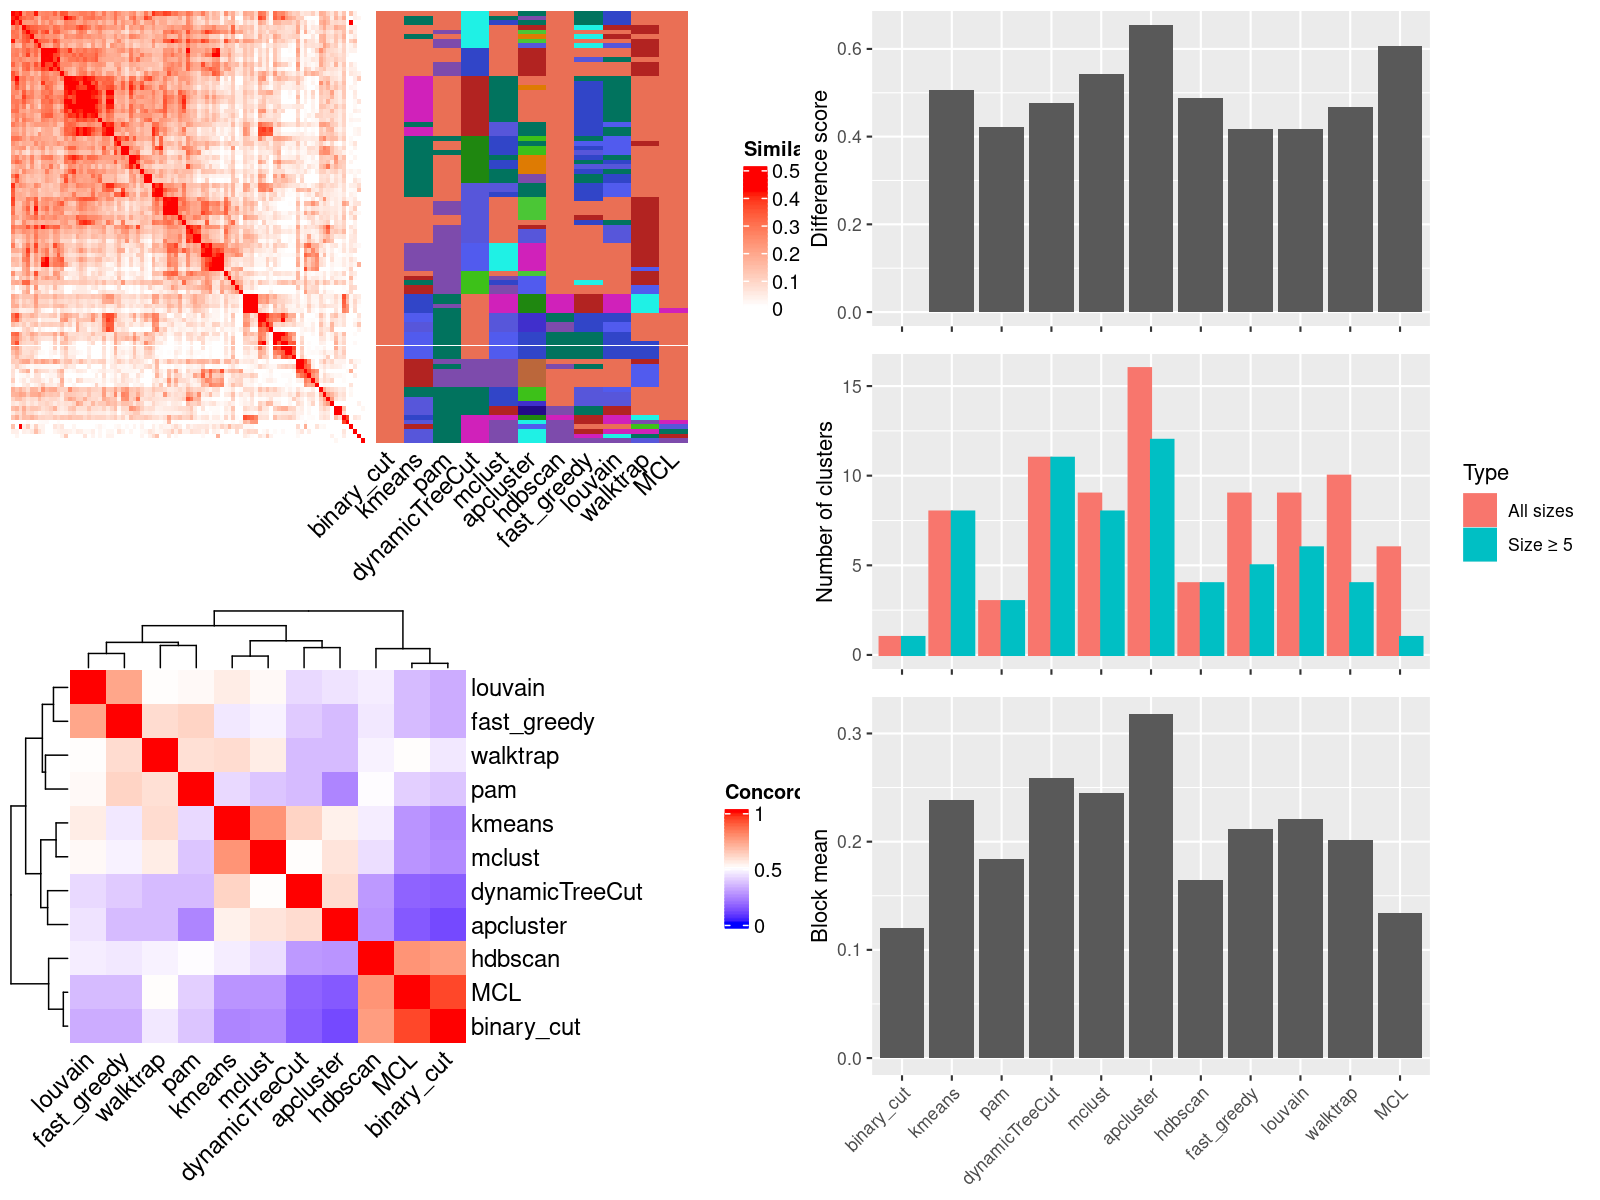 Simila
0.5
0.4
0.3
0.2
0.1
0
binary_cut
kmeans
pam
dynamicTreeCut
mclust
apcluster
hdbscan
fast_greedy
louvain
walktrap
MCL
louvain
fast_greedy
walktrap
pam
kmeans
mclust
dynamicTreeCut
apcluster
hdbscan
MCL
binary_cut
louvain
fast_greedy
walktrap
pam
kmeans
mclust
dynamicTreeCut
apcluster
hdbscan
MCL
binary_cut
Concord
1
0.5
0
Difference score
0.6
0.4
0.2
0.0
Number of clusters
15
10
5
0
Type
All sizes
Size ≥ 5
Block mean
0.3
0.2
0.1
0.0
binary_cut
kmeans
pam
dynamicTreeCut
mclust
apcluster
hdbscan
fast_greedy
louvain
walktrap
MCL